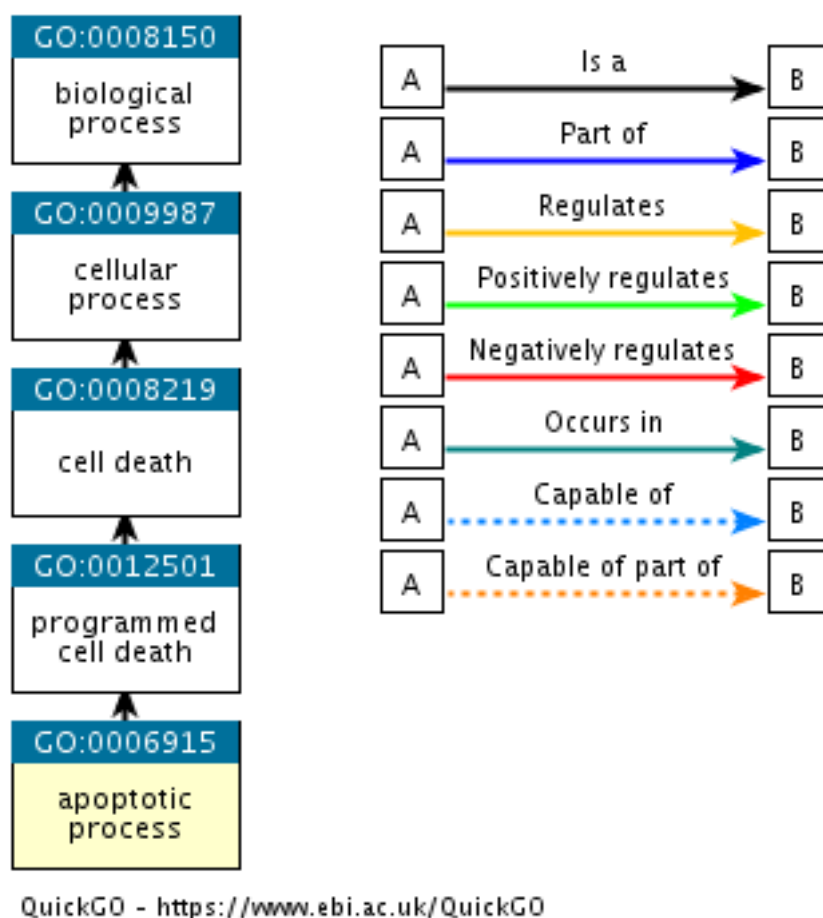 GO:0008150
biological
process
GO:0009987
cellular
process
GO:0008219
cell death
GO:0012501
programmed
cell death
GO:0006915
apoptotic
process
A Is a B
A Part of B
A Regulates B
A Positively regulates B
A Negatively regulates B
A Occurs in B
A Capable of B
A Capable of part of B
QuickGO - https://www.ebi.ac.uk/QuickGO